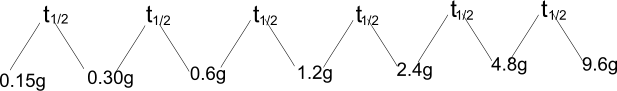 t1/2 t1/2 t1/2 t1/2 t1/2 t1/2
0.15g 0.30g 0.6g 1.2g 2.4g 4.8g 9.6g